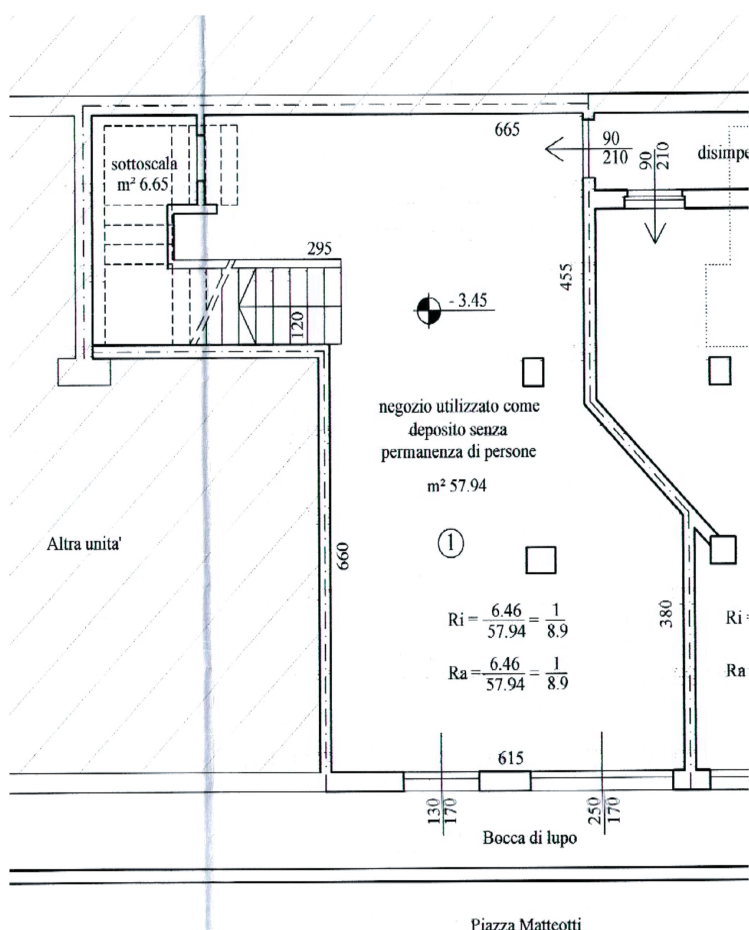 665
90
210
90
210
disimpe
sottoscala
m² 6.65
295
120
- 3.45
455
negozio utilizzato come
deposito senza
permanenza di persone
m² 57.94
Altra unita'
1
660
380
Ri = 6.46/57.94 = 1/8.9
Ri =
Ra = 6.46/57.94 = 1/8.9
Ra
615
130
170
250
170
Bocca di lupo
Piazza Matteotti